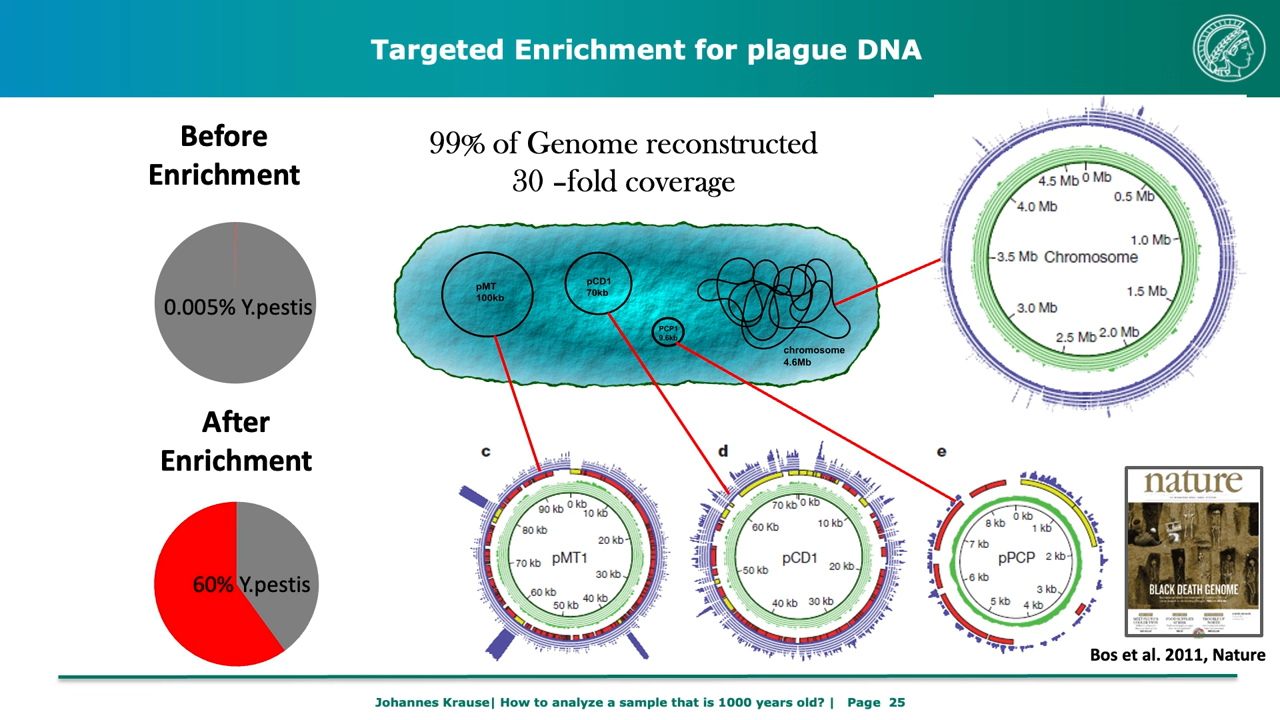 Targeted Enrichment for plague DNA
Before
Enrichment
0.005% Y.pestis
After
Enrichment
60% Y.pestis
99% of Genome reconstructed
30 –fold coverage
pMT
100kb
pCD1
70kb
PCP1
9.6kb
chromosome
4.6Mb
0 Mb
0.5 Mb
1.0 Mb
1.5 Mb
2.0 Mb
2.5 Mb
3.0 Mb
3.5 Mb
4.0 Mb
4.5 Mb
Chromosome
c
0 kb
10 kb
20 kb
30 kb
40 kb
50 kb
60 kb
70 kb
80 kb
90 kb
pMT1
d
0 kb
10 kb
20 kb
30 kb
40 kb
50 kb
60 kb
70 kb
pCD1
e
0 kb
1 kb
2 kb
3 kb
4 kb
5 kb
6 kb
7 kb
8 kb
pPCP
nature
BLACK DEATH GENOME
Bos et al. 2011, Nature
Johannes Krause| How to analyze a sample that is 1000 years old? | Page 25